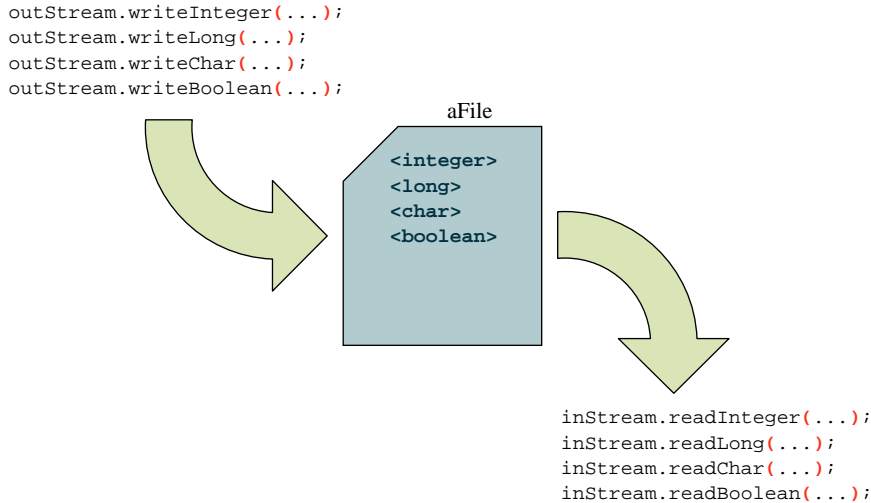 outStream.writeInteger(...);
outStream.writeLong(...);
outStream.writeChar(...);
outStream.writeBoolean(...);
aFile
<integer>
<long>
<char>
<boolean>
inStream.readInteger(...);
inStream.readLong(...);
inStream.readChar(...);
inStream.readBoolean(...);